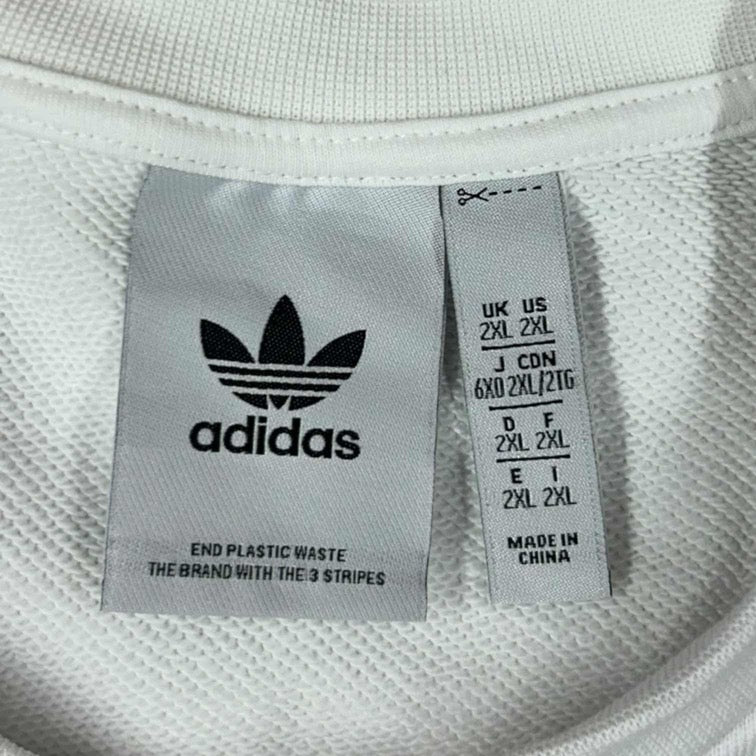 adidas
END PLASTIC WASTE
THE BRAND WITH THE 3 STRIPES
UK US
2XL 2XL
J CDN
6XO 2XL/2TG
D F
2XL 2XL
E I
2XL 2XL
MADE IN
CHINA